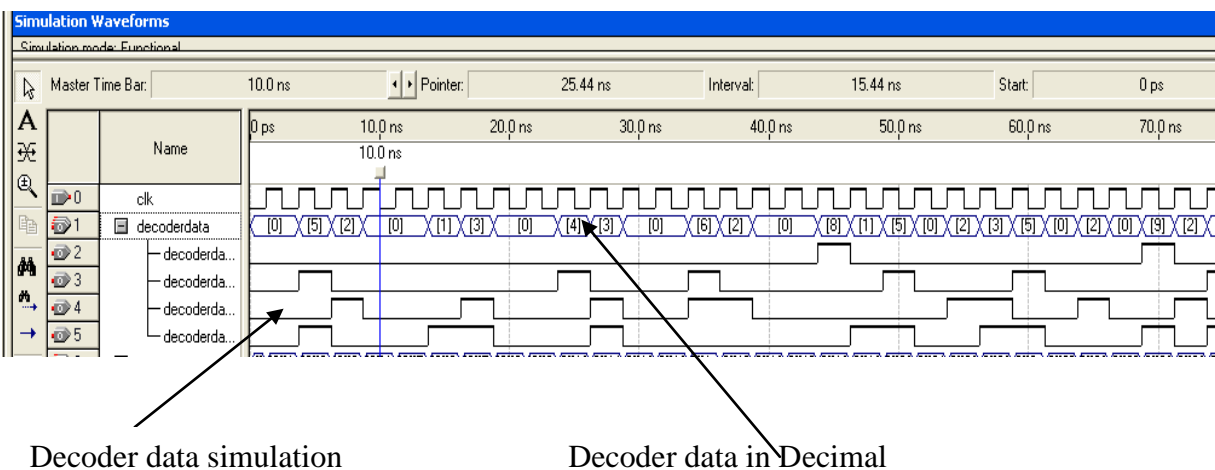 Simulation Waveforms
Simulation mode: Functional
Master Time Bar: 10.0 ns Pointer: 25.44 ns Interval: 15.44 ns Start: 0 ps
A Name 0 ps 10.0 ns 20.0 ns 30.0 ns 40.0 ns 50.0 ns 60.0 ns 70.0 ns
10.0 ns
0 clk
1 decoderdata [0] [5] [2] [0] [1] [3] [0] [4] [3] [0] [6] [2] [0] [8] [1] [5] [0] [2] [3] [5] [0] [2] [0] [9] [2]
2 decoderda...
3 decoderda...
4 decoderda...
5 decoderda...
Decoder data simulation Decoder data in Decimal